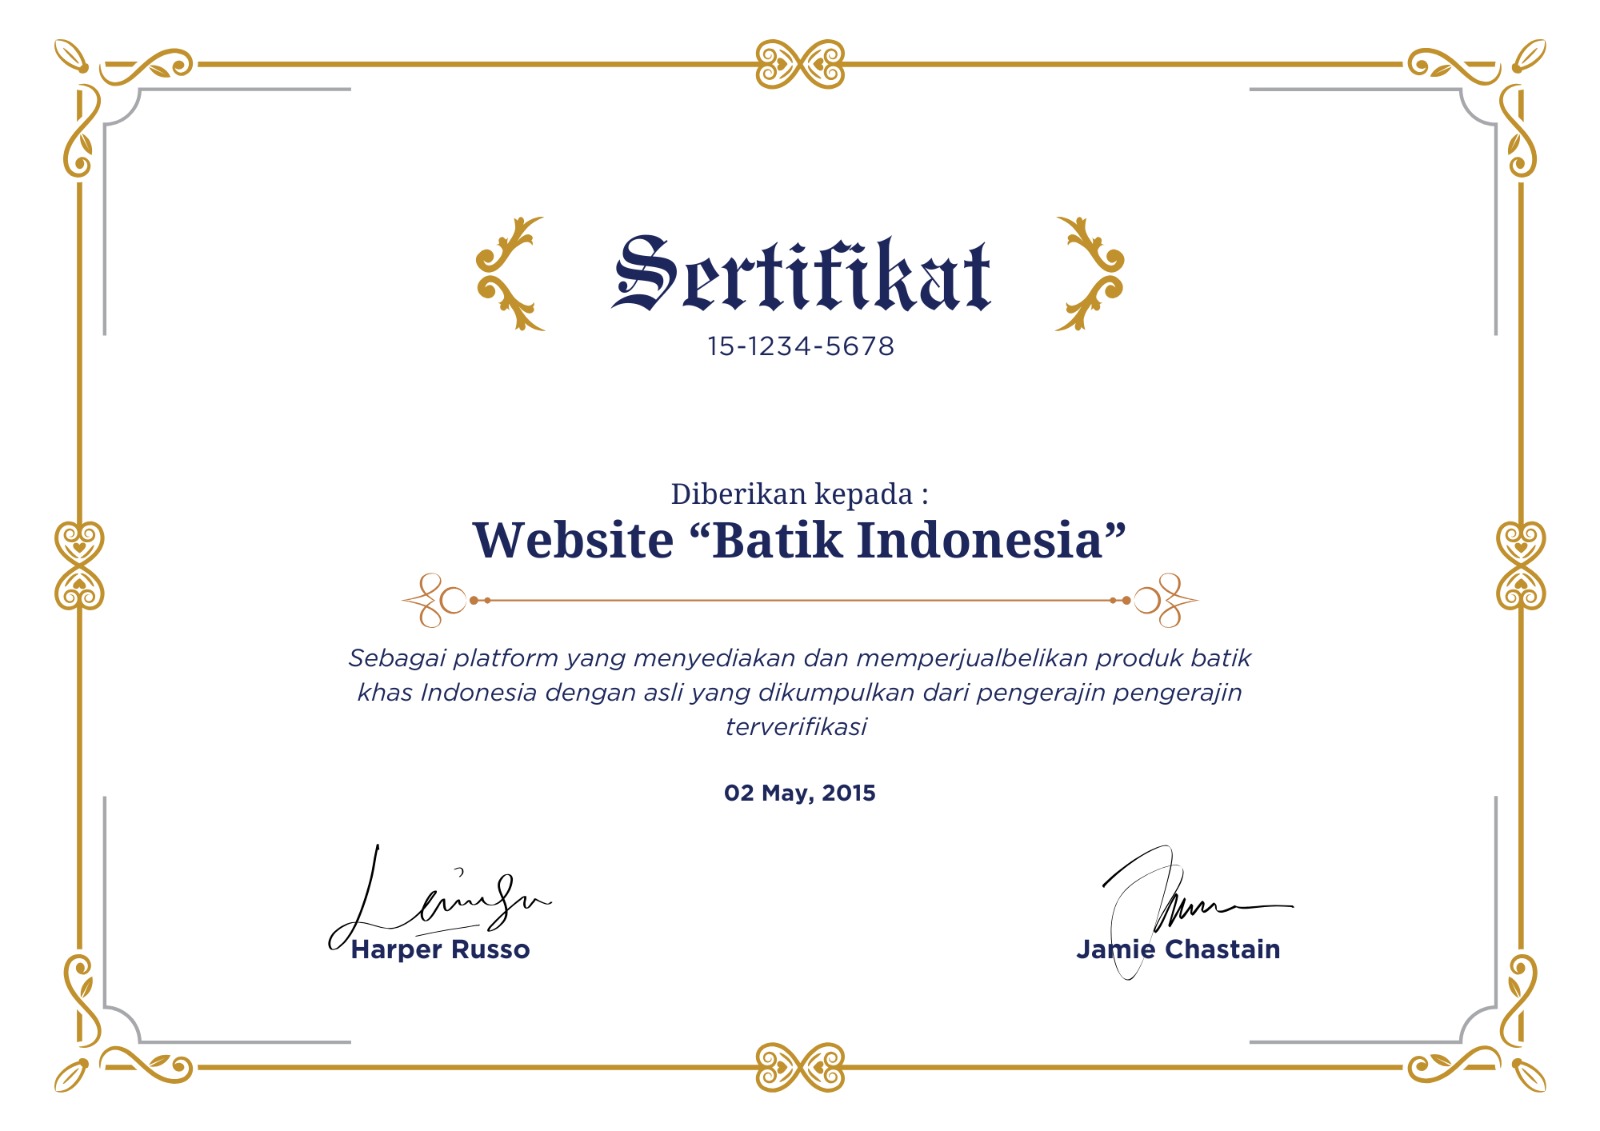 Sertifikat
15-1234-5678
Diberikan kepada :
Website “Batik Indonesia”
Sebagai platform yang menyediakan dan memperjualbelikan produk batik
khas Indonesia dengan asli yang dikumpulkan dari pengerajin pengerajin
terverifikasi
02 May, 2015
Harper Russo
Jamie Chastain